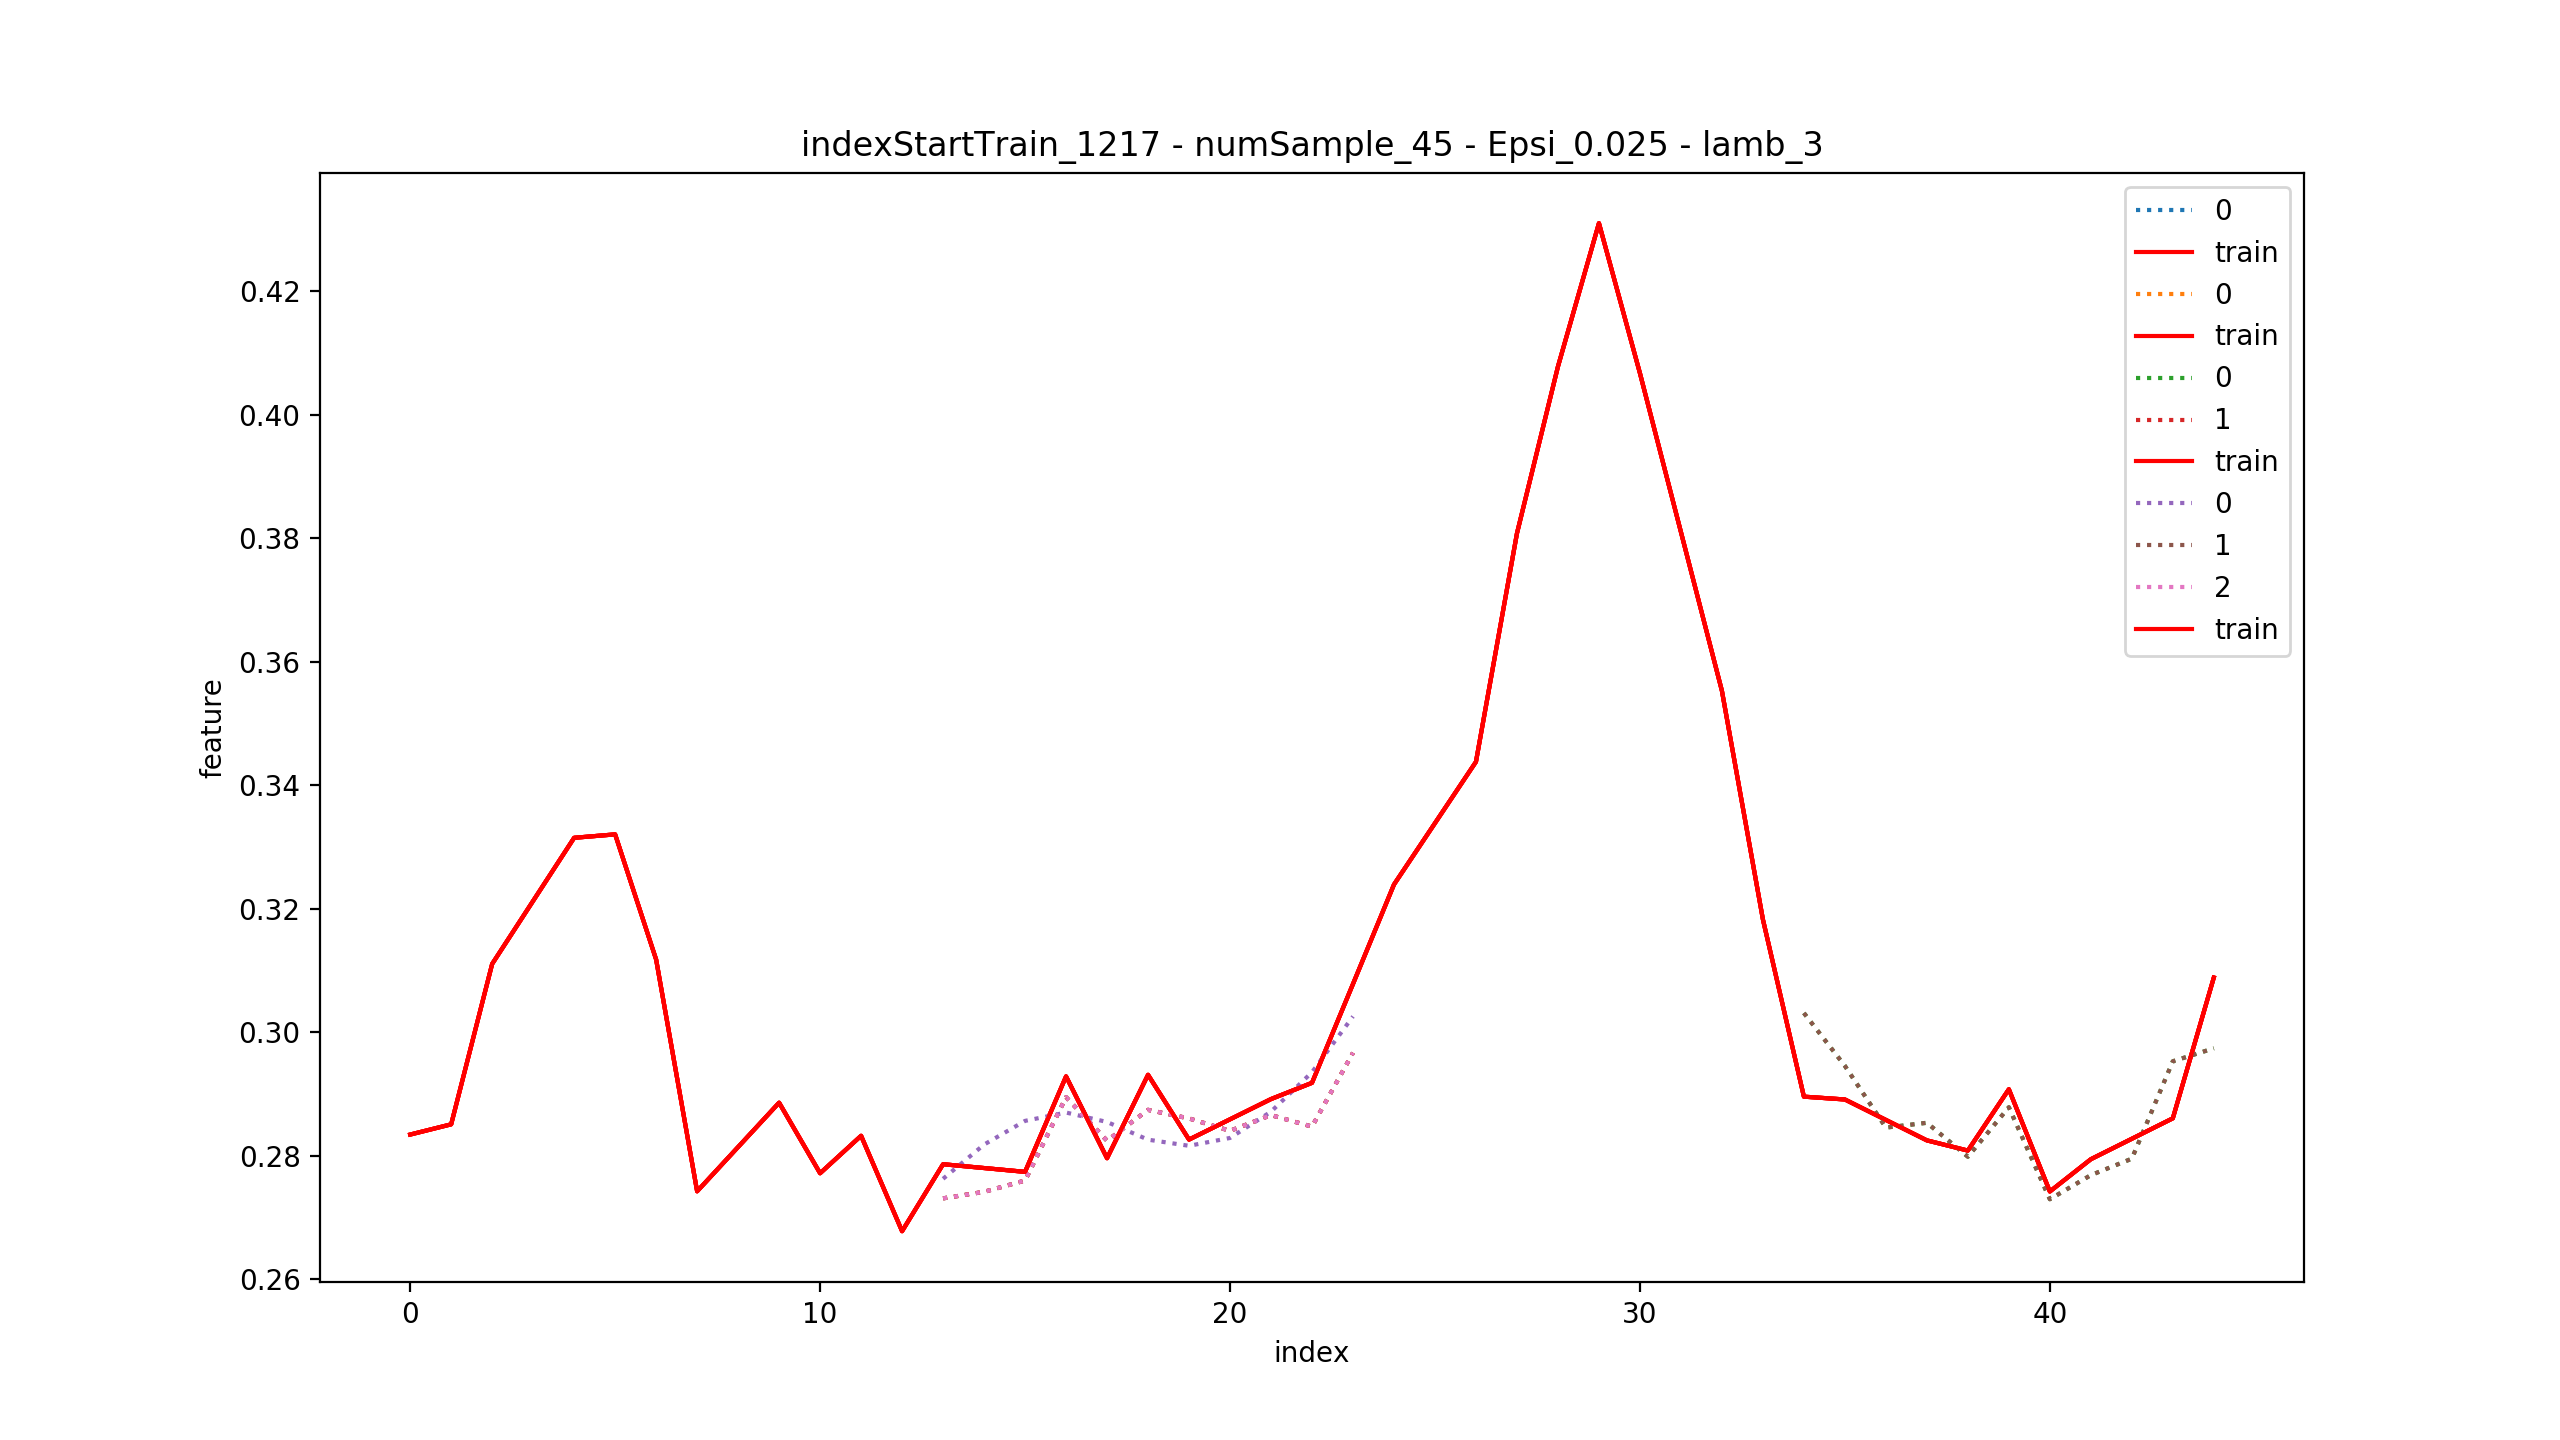 indexStartTrain_1217 - numSample_45 - Epsi_0.025 - lamb_3
0
train
0
train
0
1
train
0
1
2
train
0.42
0.40
0.38
0.36
0.34
0.32
0.30
0.28
0.26
feature
0 10 20 30 40
index